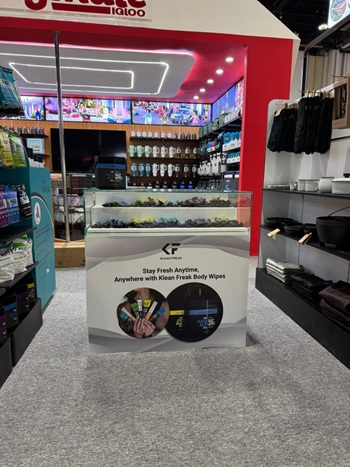 IGLOO
KF
KLEAN FREAK
Stay Fresh Anytime,
Anywhere with Klean Freak Body Wipes